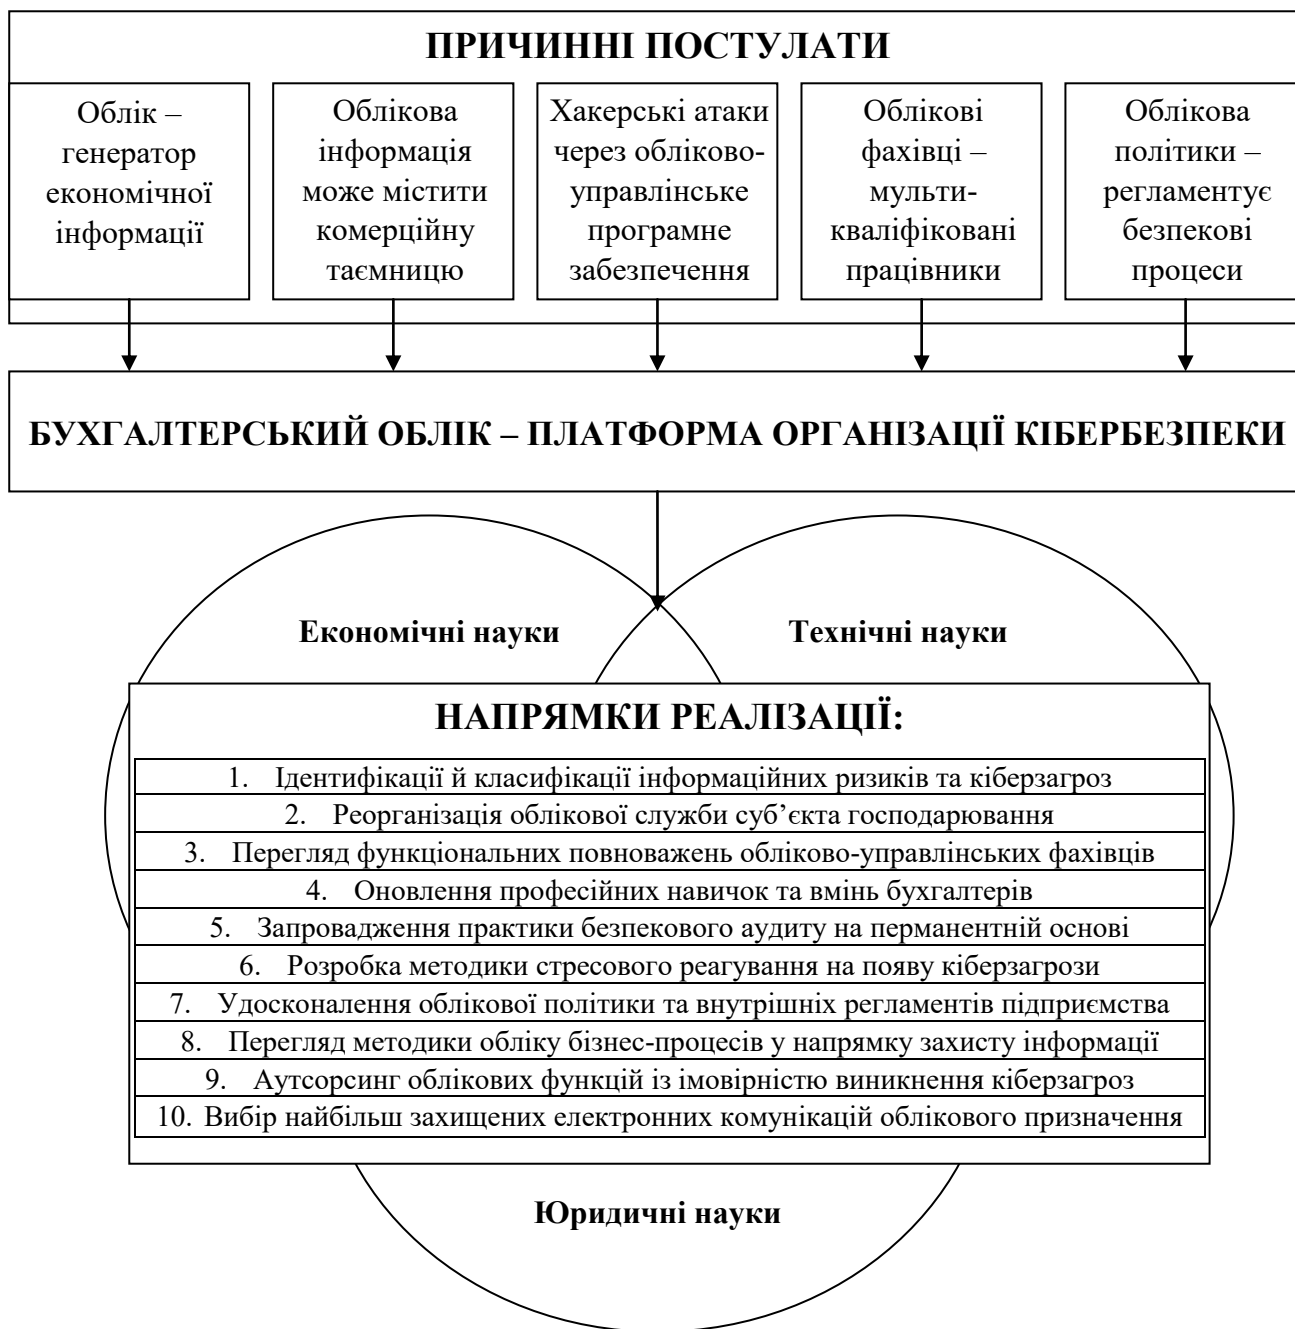 ПРИЧИННІ ПОСТУЛАТИ
Облік –
генератор
економічної
інформації
Облікова
інформація
може містити
комерційну
таємницю
Хакерські атаки
через обліково-
управлінське
програмне
забезпечення
Облікові
фахівці –
мульти-
кваліфіковані
працівники
Облікова
політики –
регламентує
безпекові
процеси
БУХГАЛТЕРСЬКИЙ ОБЛІК – ПЛАТФОРМА ОРГАНІЗАЦІЇ КІБЕРБЕЗПЕКИ
Економічні науки
Технічні науки
НАПРЯМКИ РЕАЛІЗАЦІЇ:
1. Ідентифікації й класифікації інформаційних ризиків та кіберзагроз
2. Реорганізація облікової служби суб’єкта господарювання
3. Перегляд функціональних повноважень обліково-управлінських фахівців
4. Оновлення професійних навичок та вмінь бухгалтерів
5. Запровадження практики безпекового аудиту на перманентній основі
6. Розробка методики стресового реагування на появу кіберзагрози
7. Удосконалення облікової політики та внутрішніх регламентів підприємства
8. Перегляд методики обліку бізнес-процесів у напрямку захисту інформації
9. Аутсорсинг облікових функцій із імовірністю виникнення кіберзагроз
10. Вибір найбільш захищених електронних комунікацій облікового призначення
Юридичні науки